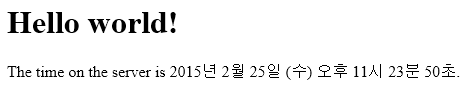 Hello world!
The time on the server is 2015년 2월 25일 (수) 오후 11시 23분 50초.